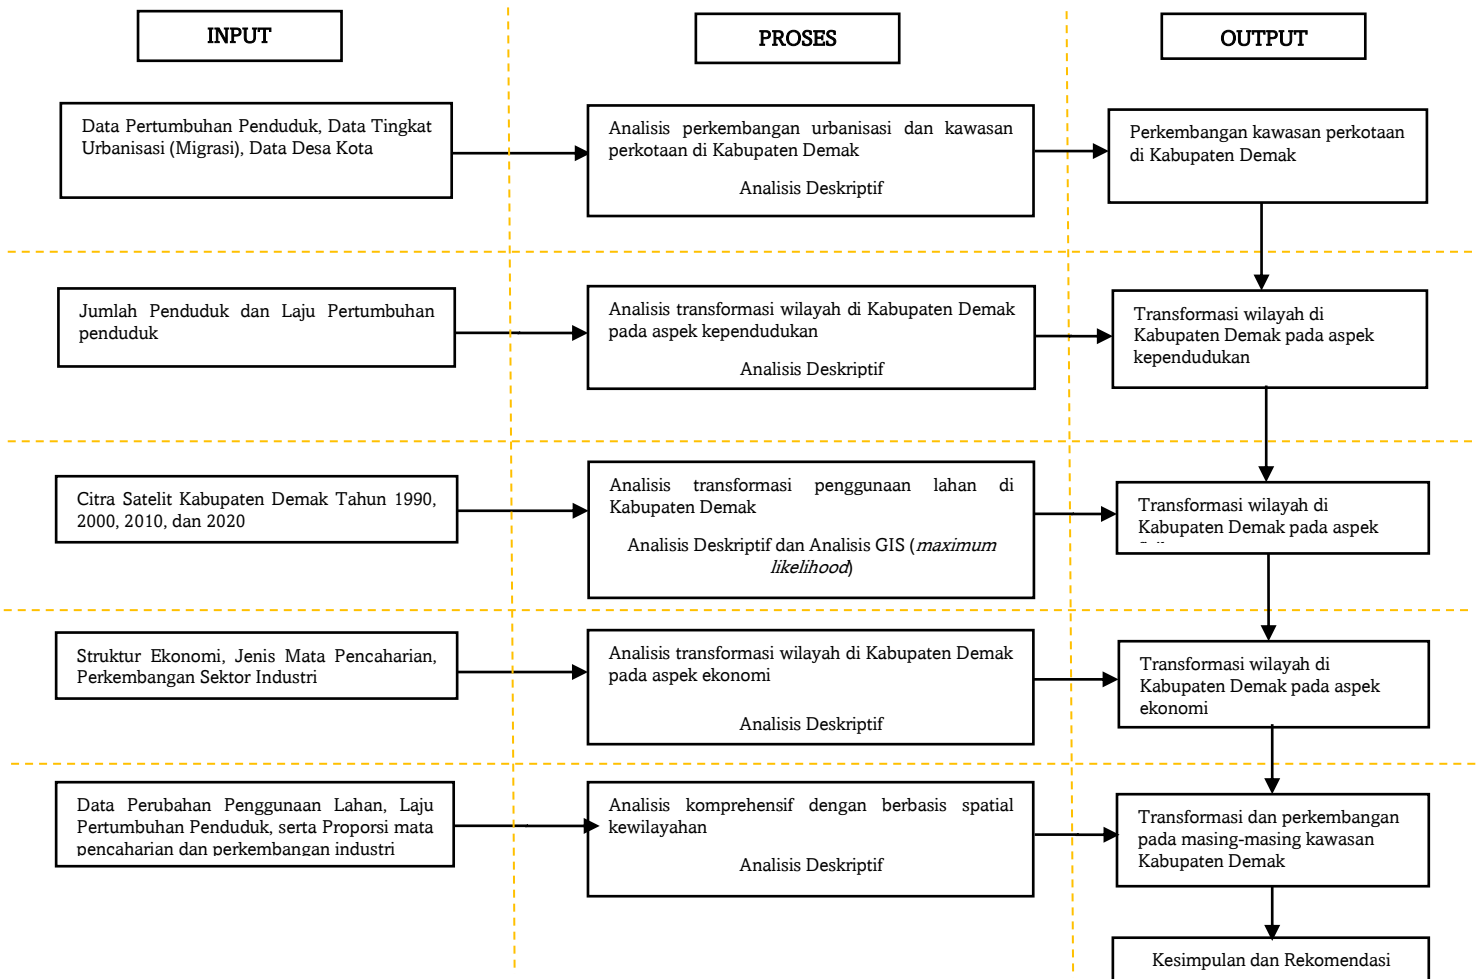 INPUT
PROSES
OUTPUT
Data Pertumbuhan Penduduk, Data Tingkat
Urbanisasi (Migrasi), Data Desa Kota
Analisis perkembangan urbanisasi dan kawasan
perkotaan di Kabupaten Demak
Analisis Deskriptif
Perkembangan kawasan perkotaan
di Kabupaten Demak
Jumlah Penduduk dan Laju Pertumbuhan
penduduk
Analisis transformasi wilayah di Kabupaten Demak
pada aspek kependudukan
Analisis Deskriptif
Transformasi wilayah di
Kabupaten Demak pada aspek
kependudukan
Citra Satelit Kabupaten Demak Tahun 1990,
2000, 2010, dan 2020
Analisis transformasi penggunaan lahan di
Kabupaten Demak
Analisis Deskriptif dan Analisis GIS (maximum
likelihood)
Transformasi wilayah di
Kabupaten Demak pada aspek
Struktur Ekonomi, Jenis Mata Pencaharian,
Perkembangan Sektor Industri
Analisis transformasi wilayah di Kabupaten Demak
pada aspek ekonomi
Analisis Deskriptif
Transformasi wilayah di
Kabupaten Demak pada aspek
ekonomi
Data Perubahan Penggunaan Lahan, Laju
Pertumbuhan Penduduk, serta Proporsi mata
pencaharian dan perkembangan industri
Analisis komprehensif dengan berbasis spatial
kewilayahan
Analisis Deskriptif
Transformasi dan perkembangan
pada masing-masing kawasan
Kabupaten Demak
Kesimpulan dan Rekomendasi